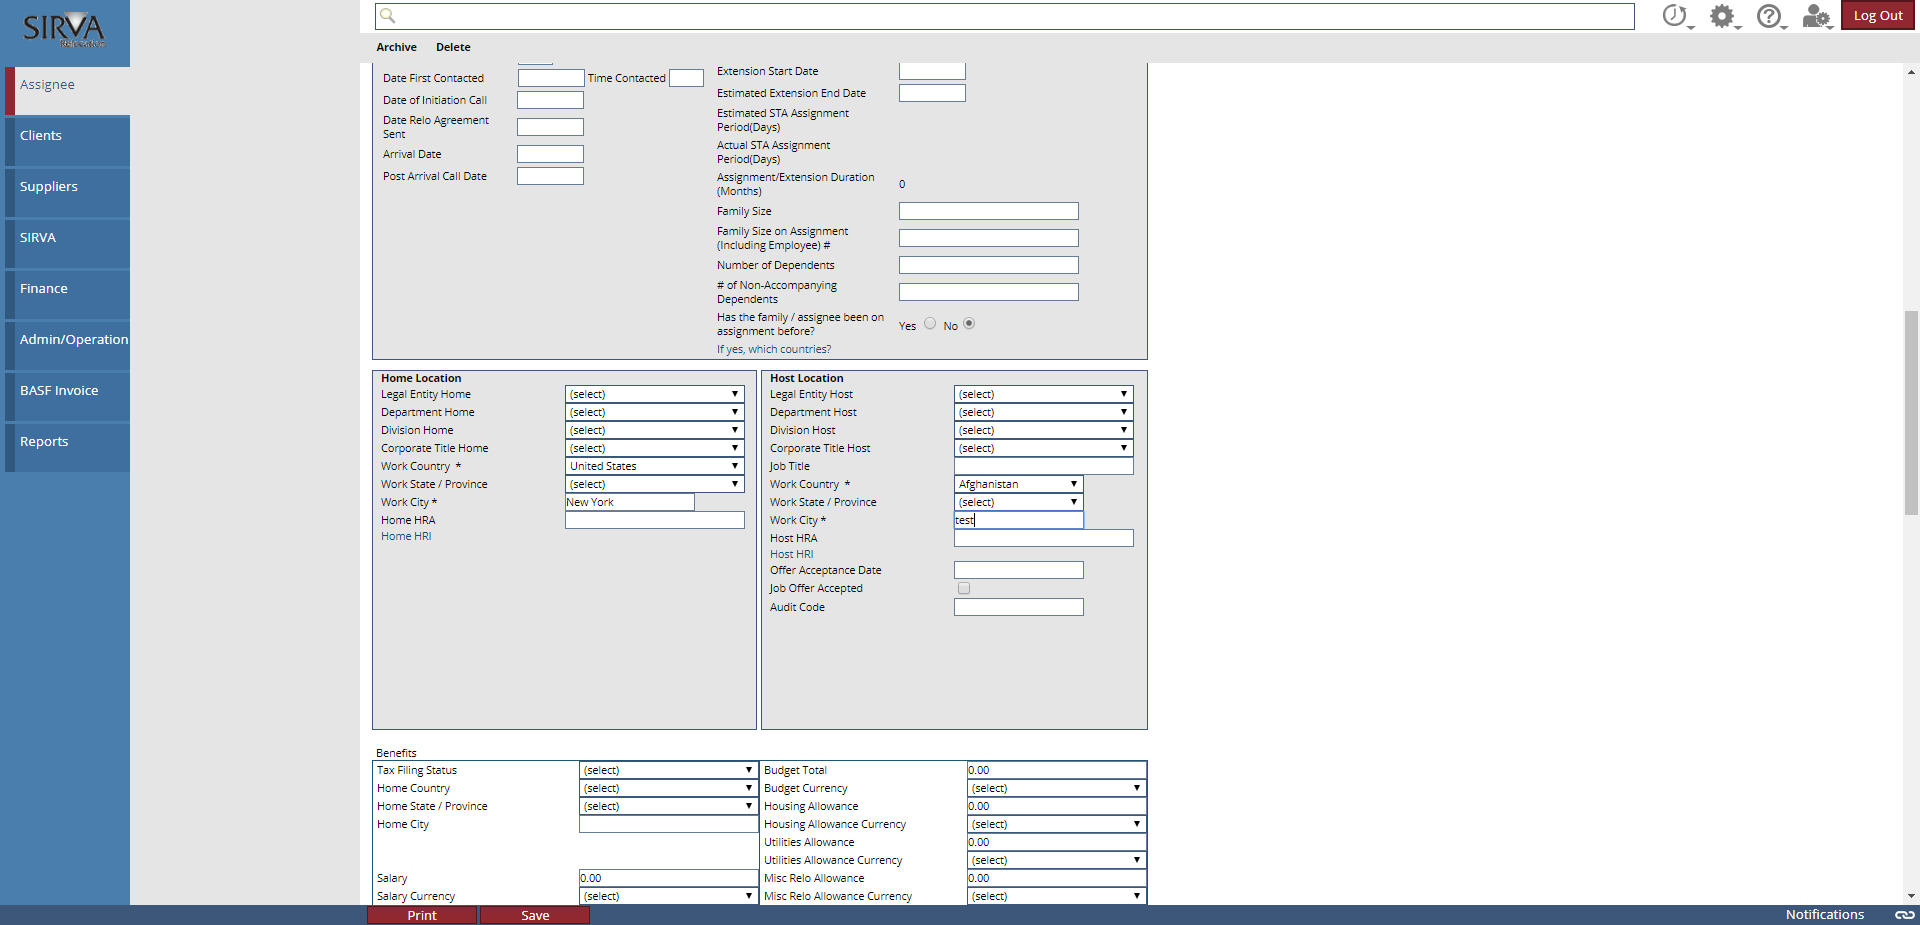 SIRVA
Log Out
Archive Delete
Assignee
Clients
Suppliers
SIRVA
Finance
Admin/Operation
BASF Invoice
Reports
Date First Contacted Time Contacted
Date of Initiation Call
Date Relo Agreement
Sent
Arrival Date
Post Arrival Call Date
Extension Start Date
Estimated Extension End Date
Estimated STA Assignment
Period(Days)
Actual STA Assignment
Period(Days)
Assignment/Extension Duration
(Months) 0
Family Size
Family Size on Assignment
(Including Employee) #
Number of Dependents
# of Non-Accompanying
Dependents
Has the family / assignee been on
assignment before? Yes No
If yes, which countries?
Home Location
Legal Entity Home (select)
Department Home (select)
Division Home (select)
Corporate Title Home (select)
Work Country * United States
Work State / Province (select)
Work City * New York
Home HRA
Home HRI
Host Location
Legal Entity Host (select)
Department Host (select)
Division Host (select)
Corporate Title Host (select)
Job Title
Work Country * Afghanistan
Work State / Province (select)
Work City * test
Host HRA
Host HRI
Offer Acceptance Date
Job Offer Accepted
Audit Code
Benefits
Tax Filing Status (select)
Home Country (select)
Home State / Province (select)
Home City
Salary 0.00
Salary Currency (select)
Budget Total 0.00
Budget Currency (select)
Housing Allowance 0.00
Housing Allowance Currency (select)
Utilities Allowance 0.00
Utilities Allowance Currency (select)
Misc Relo Allowance 0.00
Misc Relo Allowance Currency (select)
Print Save
Notifications